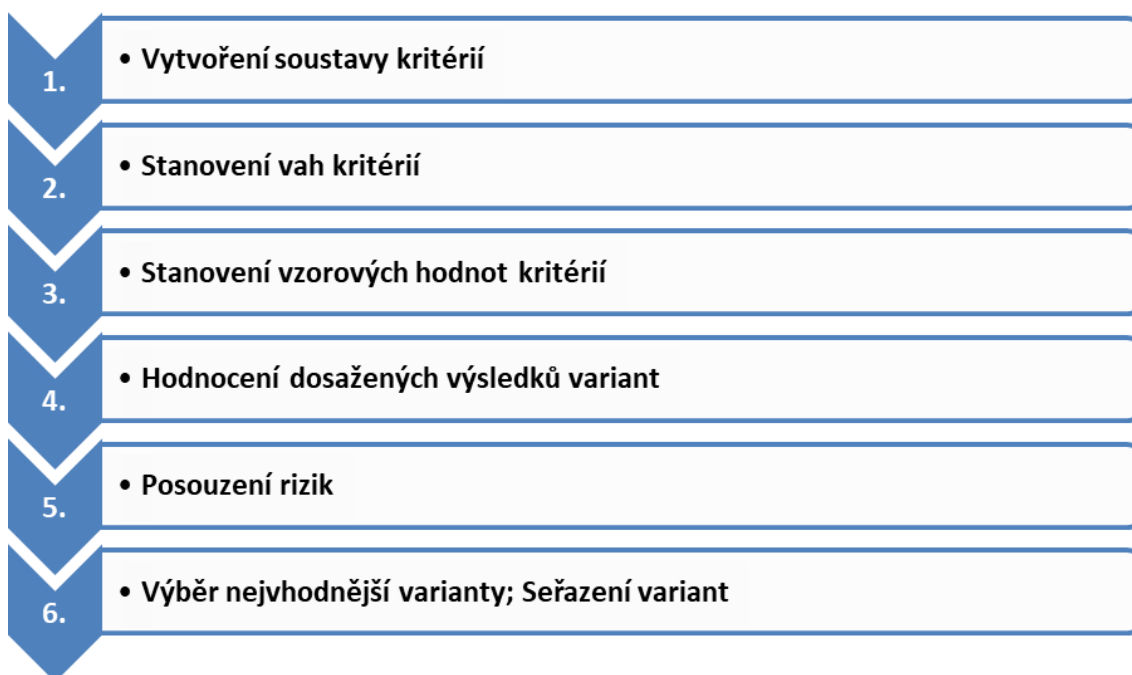 1.
• Vytvoření soustavy kritérií
2.
• Stanovení vah kritérií
3.
• Stanovení vzorových hodnot kritérií
4.
• Hodnocení dosažených výsledků variant
5.
• Posouzení rizik
6.
• Výběr nejvhodnější varianty; Seřazení variant